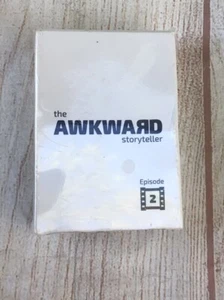 the
AWKWARD
storyteller
Episode
2